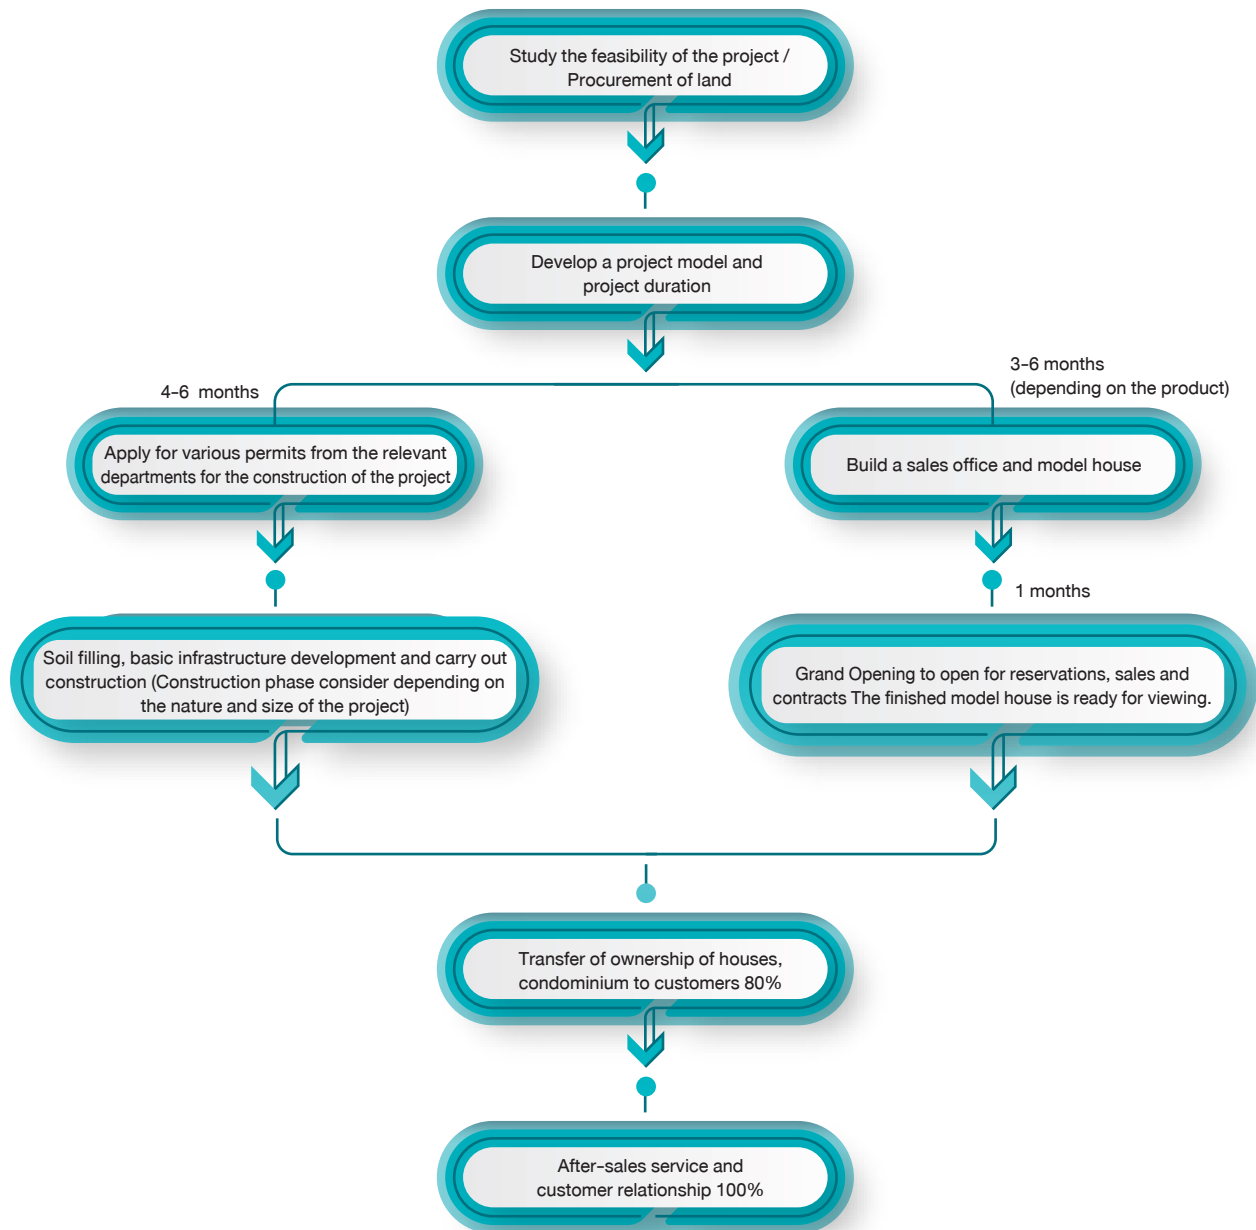 Study the feasibility of the project /
Procurement of land
Develop a project model and
project duration
4-6 months
3-6 months
(depending on the product)
Apply for various permits from the relevant
departments for the construction of the project
Build a sales office and model house
1 months
Soil filling, basic infrastructure development and carry out
construction (Construction phase consider depending on
the nature and size of the project)
Grand Opening to open for reservations, sales and
contracts The finished model house is ready for viewing.
Transfer of ownership of houses,
condominium to customers 80%
After-sales service and
customer relationship 100%